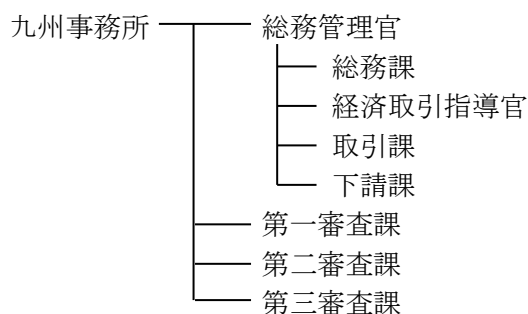 九州事務所
総務管理官
総務課
経済取引指導官
取引課
下請課
第一審査課
第二審査課
第三審査課